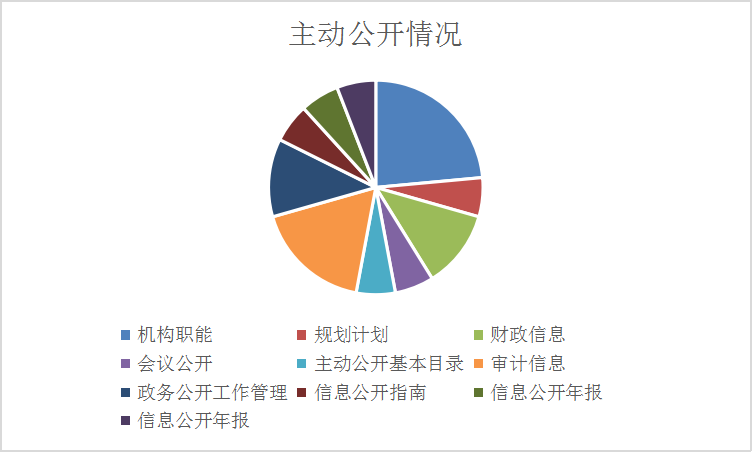 主动公开情况
机构职能 规划计划 财政信息
会议公开 主动公开基本目录 审计信息
政务公开工作管理 信息公开指南 信息公开年报
信息公开年报